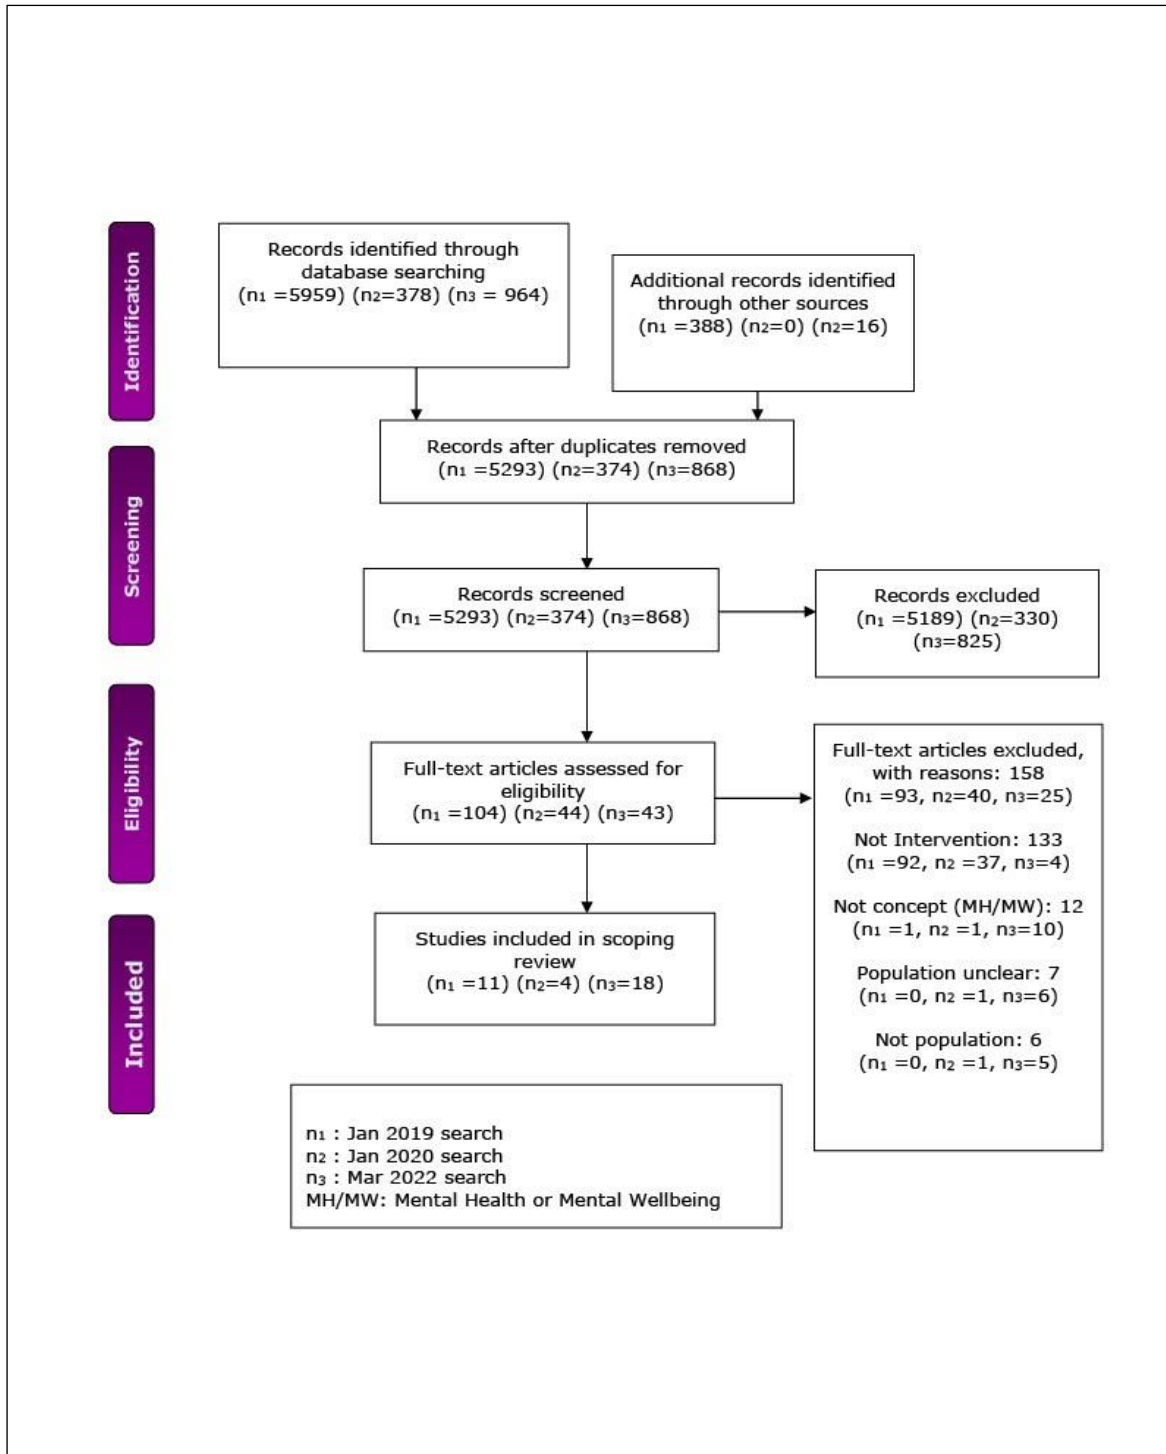 Identification
Records identified through
database searching
(n₁ =5959) (n₂=378) (n₃ = 964)
Additional records identified
through other sources
(n₁ =388) (n₂=0) (n₂=16)
Records after duplicates removed
(n₁ =5293) (n₂=374) (n₃=868)
Screening
Records screened
(n₁ =5293) (n₂=374) (n₃=868)
Records excluded
(n₁ =5189) (n₂=330)
(n₃=825)
Eligibility
Full-text articles assessed for
eligibility
(n₁ =104) (n₂=44) (n₃=43)
Full-text articles excluded,
with reasons: 158
(n₁ =93, n₂=40, n₃=25)
Not Intervention: 133
(n₁ =92, n₂ =37, n₃=4)
Not concept (MH/MW): 12
(n₁ =1, n₂ =1, n₃=10)
Population unclear: 7
(n₁ =0, n₂ =1, n₃=6)
Not population: 6
(n₁ =0, n₂ =1, n₃=5)
Included
Studies included in scoping
review
(n₁ =11) (n₂=4) (n₃=18)
n₁ : Jan 2019 search
n₂ : Jan 2020 search
n₃ : Mar 2022 search
MH/MW: Mental Health or Mental Wellbeing